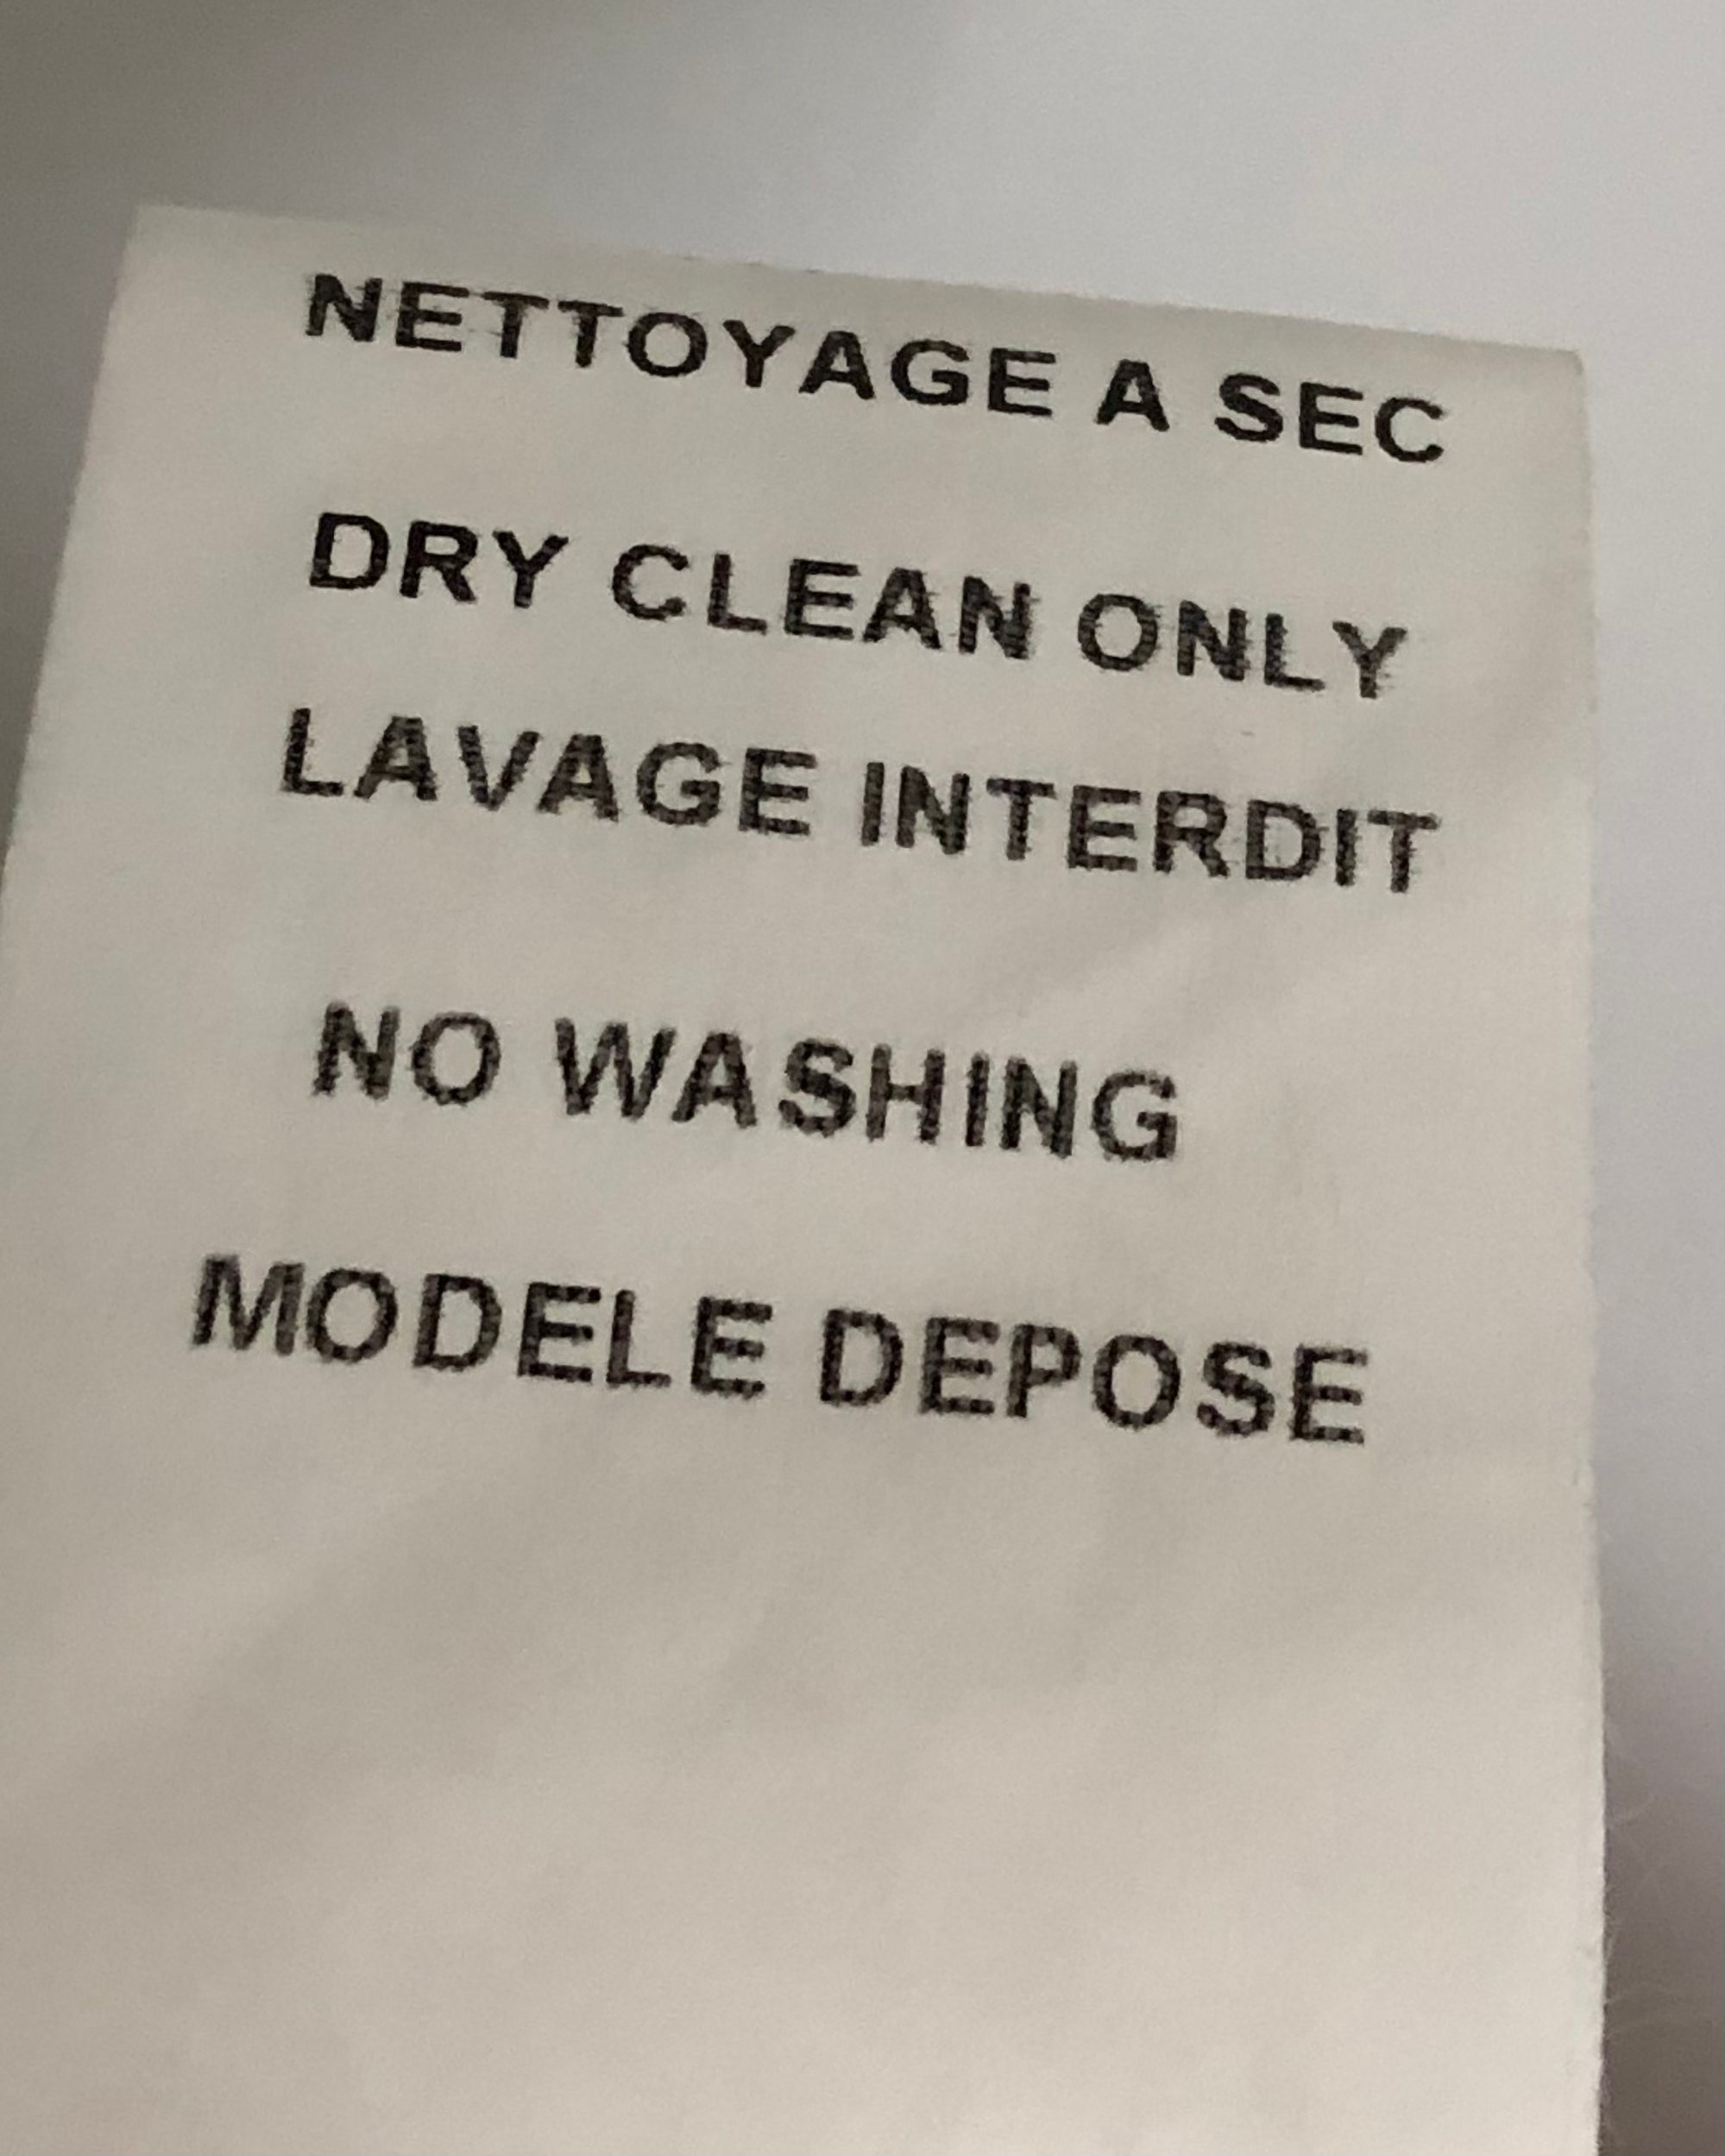 NETTOYAGE A SEC
DRY CLEAN ONLY
LAVAGE INTERDIT
NO WASHING
MODELE DEPOSE